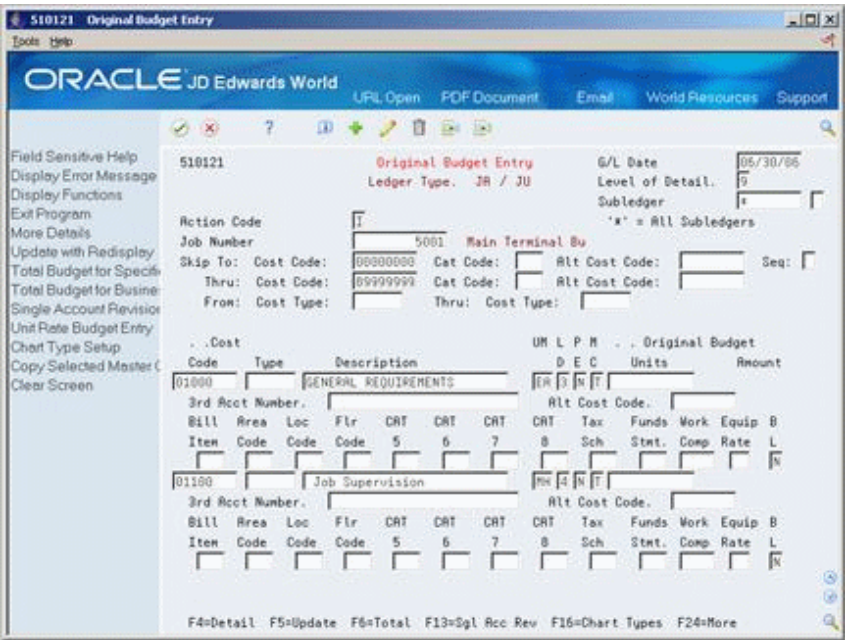 510121 Original Budget Entry
Tools Help
ORACLE JD Edwards World
URL Open PDF Document Email World Resources Support
Field Sensitive Help
Display Error Message
Display Functions
Exit Program
More Details
Update with Redisplay
Total Budget for Specifi
Total Budget for Busine
Single Account Revision
Unit Rate Budget Entry
Chart Type Setup
Copy Selected Master C
Clear Screen
510121 Original Budget Entry G/L Date 06/30/06
Ledger Type. JA / JU Level of Detail. 9
Subledger *
Action Code I '*' = All Subledgers
Job Number 5001 Main Terminal Bu
Skip To: Cost Code: 00000000 Cat Code: Alt Cost Code: Seq:
Thru: Cost Code: 89999999 Cat Code: Alt Cost Code:
From: Cost Type: Thru: Cost Type:
. .Cost UM L P M . . Original Budget
Code Type Description D E C Units Amount
01000 GENERAL REQUIREMENTS EA 3 N T
3rd Acct Number. Alt Cost Code.
Bill Area Loc Flr CAT CAT CAT CAT Tax Funds Work Equip B
Item Code Code Code 5 6 7 8 Sch Stmt. Comp Rate L
N
01100 Job Supervision MH 4 N T
3rd Acct Number. Alt Cost Code.
Bill Area Loc Flr CAT CAT CAT CAT Tax Funds Work Equip B
Item Code Code Code 5 6 7 8 Sch Stmt. Comp Rate L
N
F4=Detail F5=Update F6=Total F13=Sgl Acc Rev F16=Chart Types F24=More